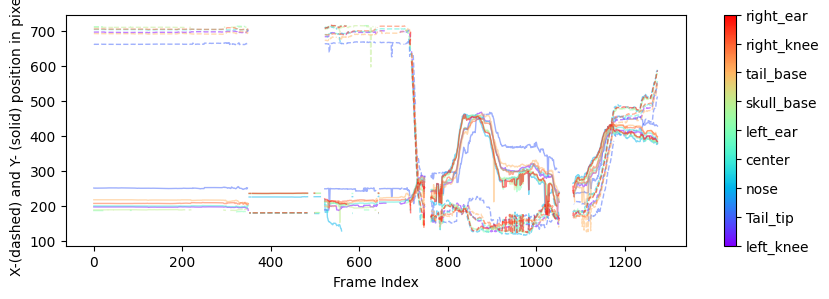 X-(dashed) and Y- (solid) position in pixe
700
600
500
400
300
200
100
0
200
400
600
800
1000
1200
Frame Index
right_ear
right_knee
tail_base
skull_base
left_ear
center
nose
Tail_tip
left_knee